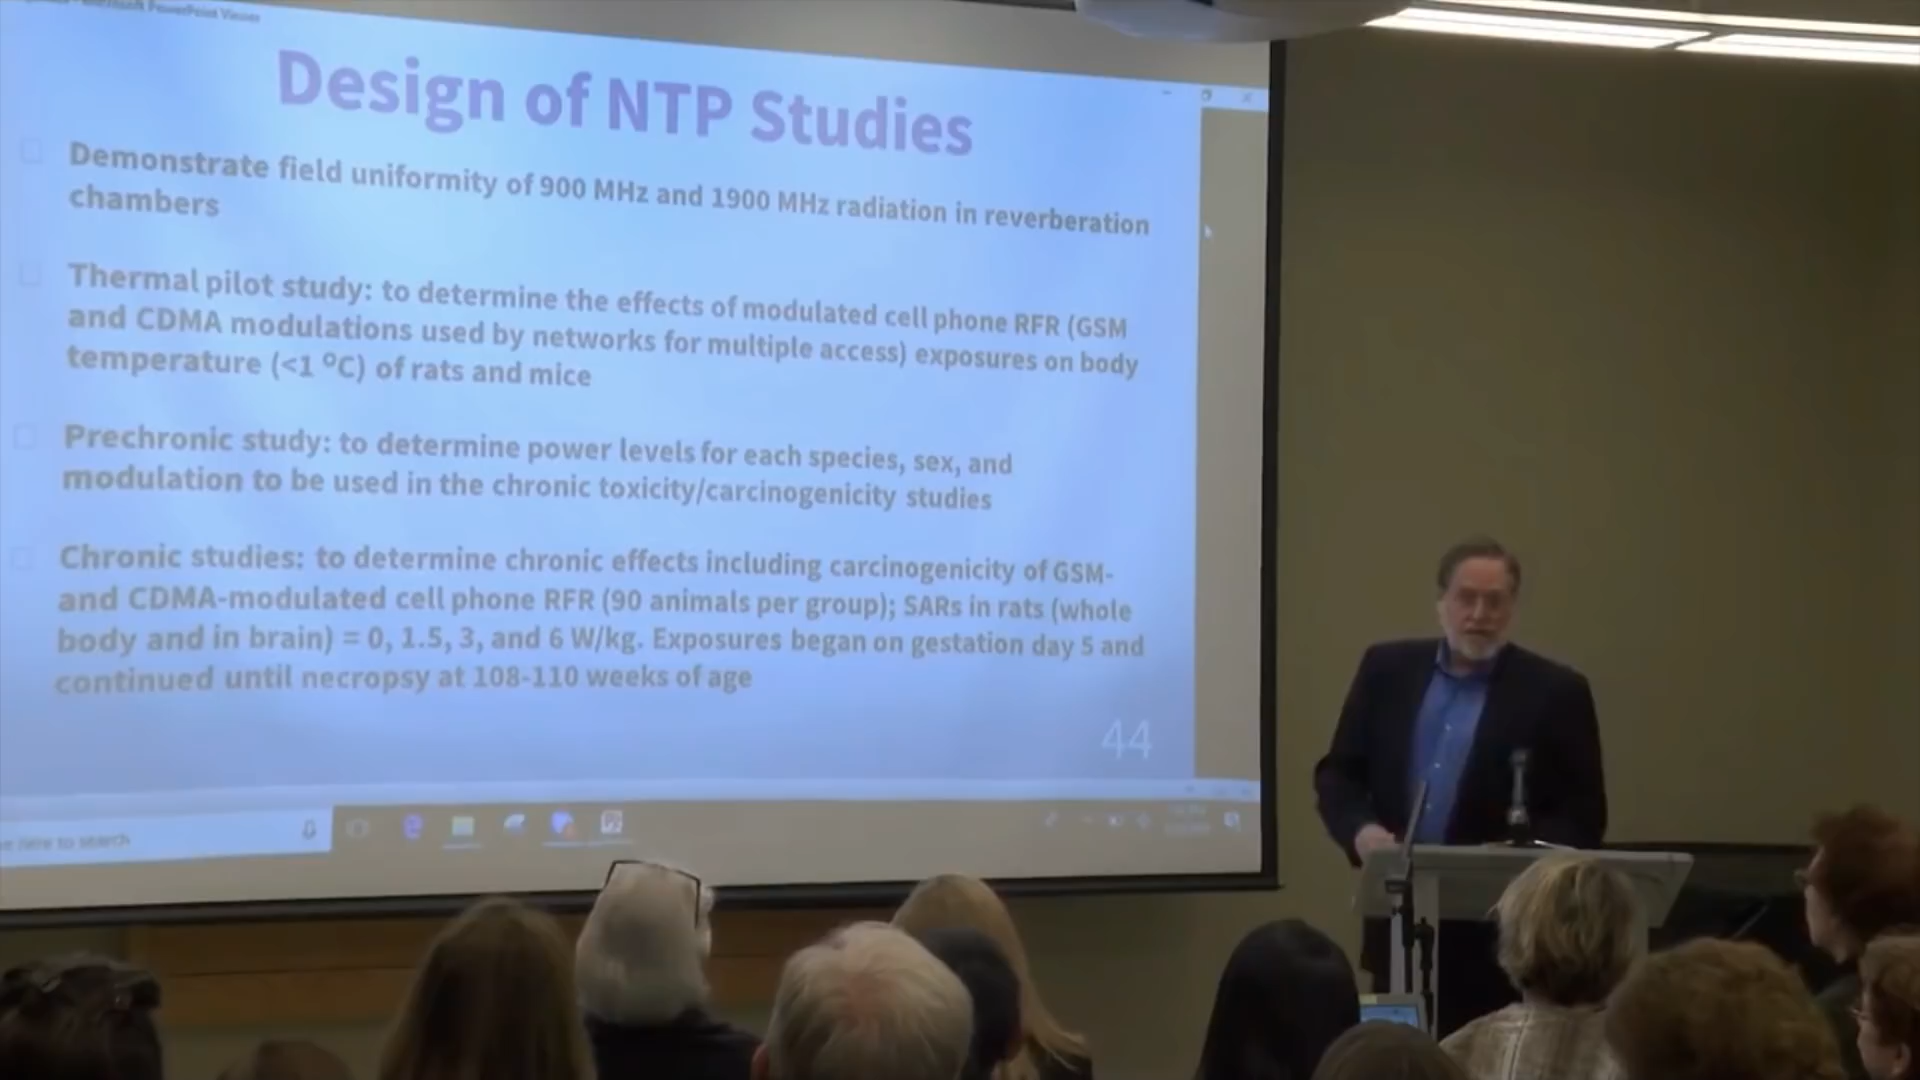 Microsoft PowerPoint Viewer
Design of NTP Studies
Demonstrate field uniformity of 900 MHz and 1900 MHz radiation in reverberation
chambers
Thermal pilot study: to determine the effects of modulated cell phone RFR (GSM
and CDMA modulations used by networks for multiple access) exposures on body
temperature (<1 °C) of rats and mice
Prechronic study: to determine power levels for each species, sex, and
modulation to be used in the chronic toxicity/carcinogenicity studies
Chronic studies: to determine chronic effects including carcinogenicity of GSM-
and CDMA-modulated cell phone RFR (90 animals per group); SARs in rats (whole
body and in brain) = 0, 1.5, 3, and 6 W/kg. Exposures began on gestation day 5 and
continued until necropsy at 108-110 weeks of age
44
here to search